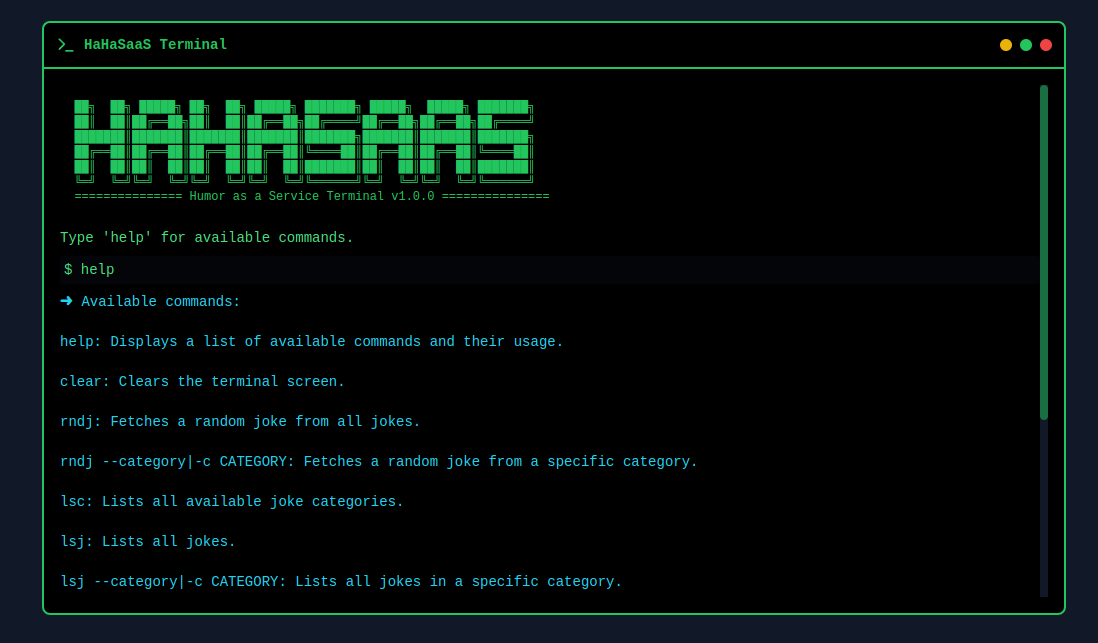 HaHaSaaS Terminal
HAHASAAS
=============== Humor as a Service Terminal v1.0.0 ===============
Type 'help' for available commands.
$ help
➜ Available commands:
help: Displays a list of available commands and their usage.
clear: Clears the terminal screen.
rndj: Fetches a random joke from all jokes.
rndj --category|-c CATEGORY: Fetches a random joke from a specific category.
lsc: Lists all available joke categories.
lsj: Lists all jokes.
lsj --category|-c CATEGORY: Lists all jokes in a specific category.